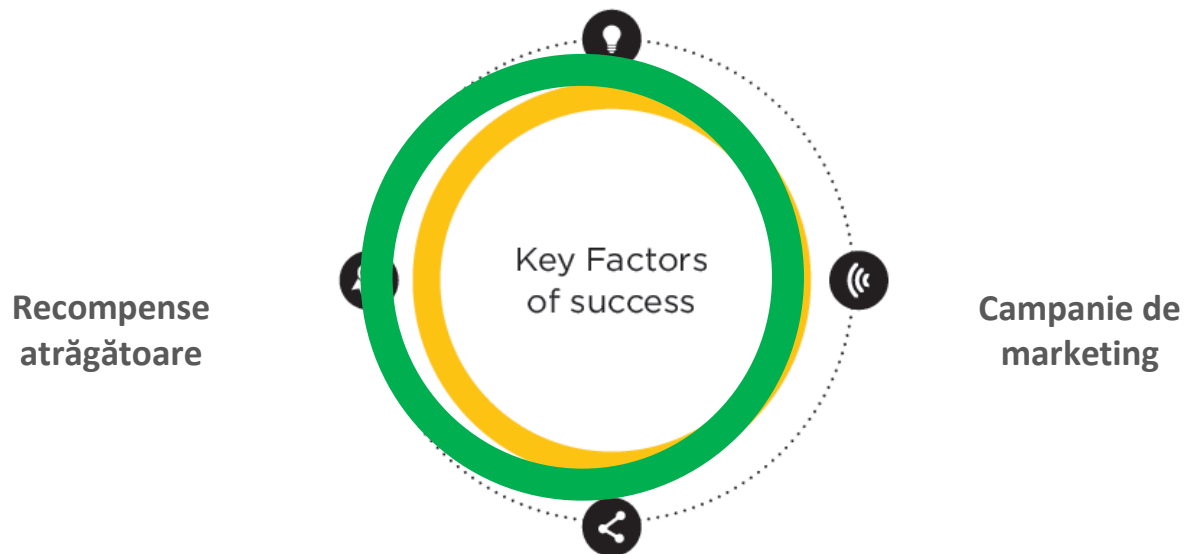 Key Factors
of success
Recompense
atrăgătoare
Campanie de
marketing